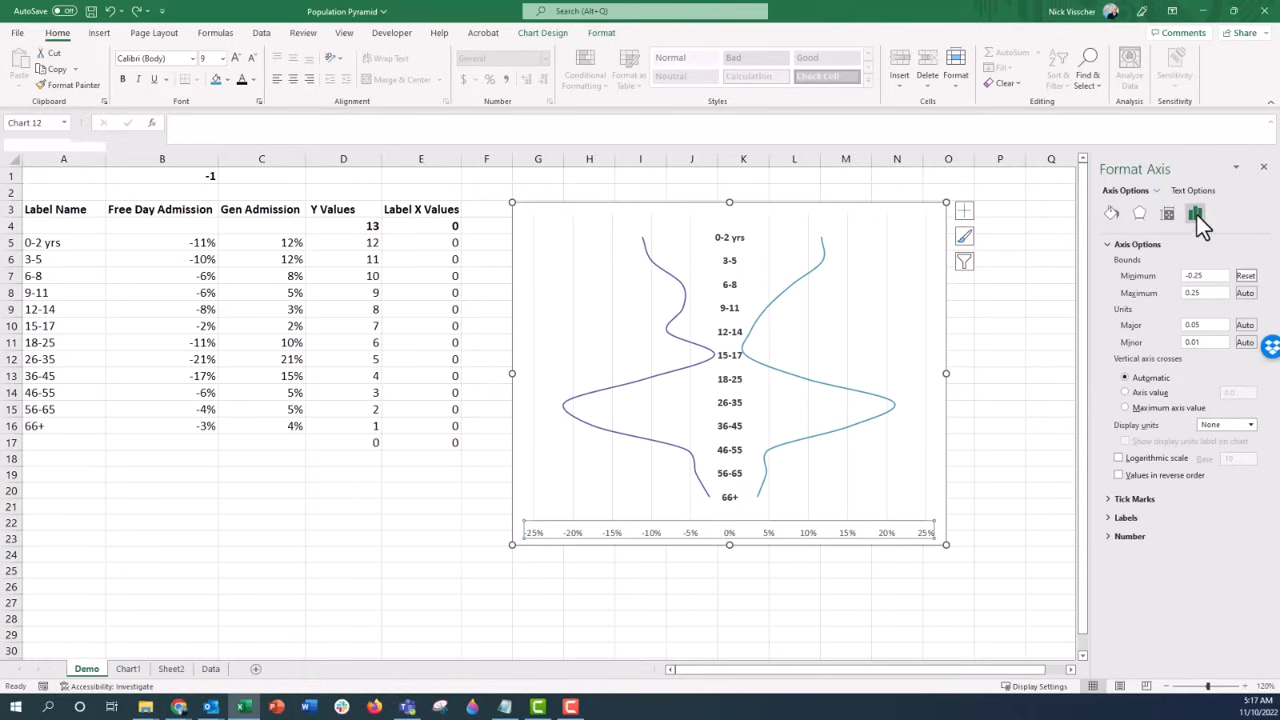 AutoSave Off Population Pyramid Search (Alt+Q) Nick Visscher
File Home Insert Page Layout Formulas Data Review View Developer Help Acrobat Chart Design Format Comments Share
Paste Cut Copy Format Painter
Calibri (Body) 9
B I U A
Wrap Text
Merge & Center
General
$ % 9
Conditional Formatting Format as Table
Normal Bad Good
Neutral Calculation Check Cell
Insert Delete Format
AutoSum
Fill
Clear
Sort & Filter Find & Select
Analyze Data
Sensitivity
Clipboard Font Alignment Number Styles Cells Editing Analysis Sensitivity
Chart 12 fx
A B C D E F G H I J K L M N O P Q
1 -1
2
3 Label Name Free Day Admission Gen Admission Y Values Label X Values
4 13 0
5 0-2 yrs -11% 12% 12 0
6 3-5 -10% 12% 11 0
7 6-8 -6% 8% 10 0
8 9-11 -6% 5% 9 0
9 12-14 -8% 3% 8 0
10 15-17 -2% 2% 7 0
11 18-25 -11% 10% 6 0
12 26-35 -21% 21% 5 0
13 36-45 -17% 15% 4 0
14 46-55 -6% 5% 3 0
15 56-65 -4% 5% 2 0
16 66+ -3% 4% 1 0
17 0 0
18
19
20
21
22
23
24
25
26
27
28
29
30
0-2 yrs
3-5
6-8
9-11
12-14
15-17
18-25
26-35
36-45
46-55
56-65
66+
-25% -20% -15% -10% -5% 0% 5% 10% 15% 20% 25%
Format Axis
Axis Options Text Options
Axis Options
Bounds
Minimum -0.25 Reset
Maximum 0.25 Auto
Units
Major 0.05 Auto
Minor 0.01 Auto
Vertical axis crosses
Automatic
Axis value 0.0
Maximum axis value
Display units None
Show display units label on chart
Logarithmic scale Base 10
Values in reverse order
Tick Marks
Labels
Number
Demo Chart1 Sheet2 Data
Ready Accessibility: Investigate Display Settings 120%
5:17 AM
11/10/2022